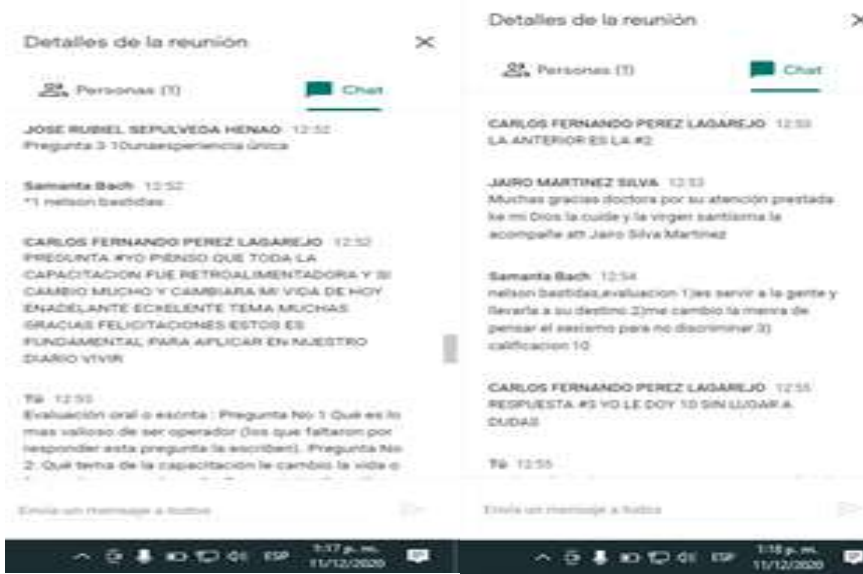 Detalles de la reunión
Personas (1)
Chat
JOSE RUBIEL SEPULVEDA HENAO 12:52
Pregunta 3 10unaesperiencia única
Samanta Bach 12:52
*1 nelson bastidas
CARLOS FERNANDO PEREZ LAGAREJO 12:52
PREGUNTA #YO PIENSO QUE TODA LA
CAPACITACION FUE RETROALIMENTADORA Y SI
CAMBIO MUCHO Y CAMBIARA MI VIDA DE HOY
ENADELANTE ECXELENTE TEMA MUCHAS
GRACIAS FELICITACIONES ESTOS ES
FUNDAMENTAL PARA APLICAR EN NUESTRO
DIARIO VIVIR
Tú 12:53
Evaluación oral o escrita : Pregunta No 1 Qué es lo
mas valioso de ser operador (los que faltaron por
responder esta pregunta la escriben). Pregunta No
2: Qué tema de la capacitación le cambio la vida o
Envía un mensaje a todos
ESP
1:17 p. m.
11/12/2020
Detalles de la reunión
Personas (1)
Chat
CARLOS FERNANDO PEREZ LAGAREJO 12:53
LA ANTERIOR ES LA #2
JAIRO MARTINEZ SILVA 12:53
Muchas gracias doctora por su atención prestada
ke mi Dios la cuide y la virgen santisima la
acompañe att Jairo Silva Martinez
Samanta Bach 12:54
nelson bastidas,evaluacion 1)es servir a la gente y
llevarla a su destino 2)me cambio la menra de
pensar el sexismo para no discriminar 3)
calificacion 10
CARLOS FERNANDO PEREZ LAGAREJO 12:55
RESPUESTA #3 YO LE DOY 10 SIN LUGAR A
DUDAS
Tú 12:55
Envía un mensaje a todos
ESP
1:18 p. m.
11/12/2020